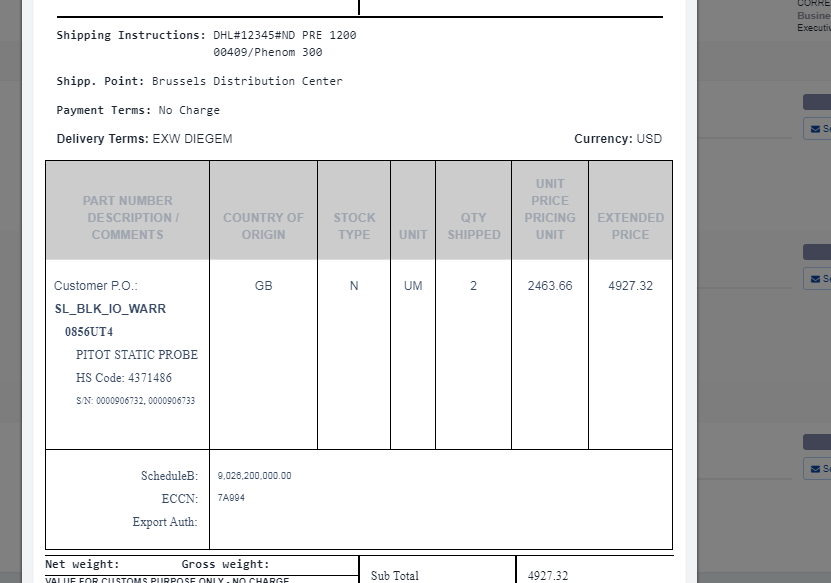 CORRE
Busine
Executiv
Shipping Instructions: DHL#12345#ND PRE 1200
00409/Phenom 300
Shipp. Point: Brussels Distribution Center
Payment Terms: No Charge
Delivery Terms: EXW DIEGEM Currency: USD
PART NUMBER DESCRIPTION / COMMENTS
COUNTRY OF ORIGIN
STOCK TYPE
UNIT
QTY SHIPPED
UNIT PRICE PRICING UNIT
EXTENDED PRICE
Customer P.O.: GB N UM 2 2463.66 4927.32
SL_BLK_IO_WARR
0856UT4
PITOT STATIC PROBE
HS Code: 4371486
S/N: 0000906732, 0000906733
ScheduleB: 9,026,200,000.00
ECCN: 7A994
Export Auth:
Net weight: Gross weight:
VALUE FOR CUSTOMS PURPOSE ONLY - NO CHARGE
Sub Total 4927.32
Se
Se
Se